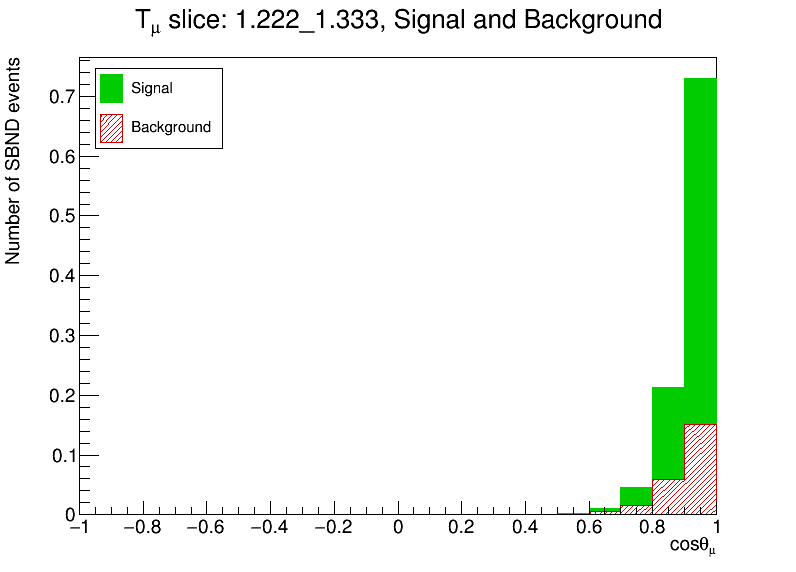 Tμ slice: 1.222_1.333, Signal and Background
Number of SBND events
Signal
Background
0.7
0.6
0.5
0.4
0.3
0.2
0.1
0
−1 −0.8 −0.6 −0.4 −0.2 0 0.2 0.4 0.6 0.8 1
cosθμ